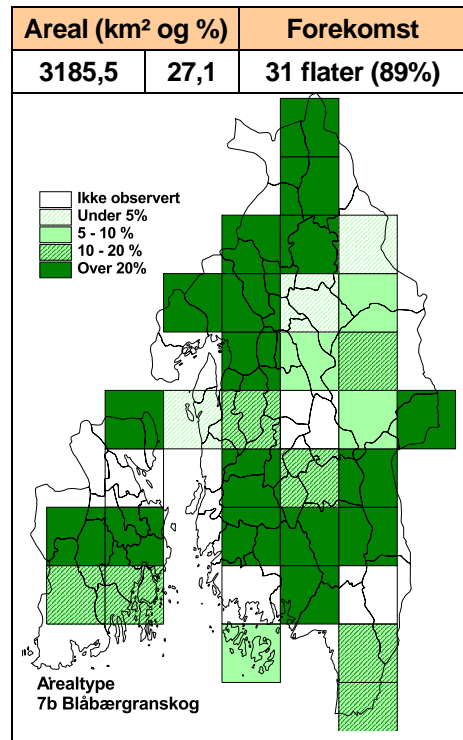 Areal (km² og %) Forekomst
3185,5 27,1 31 flater (89%)
Ikke observert
Under 5%
5 - 10 %
10 - 20 %
Over 20%
Arealtype
7b Blåbærgranskog